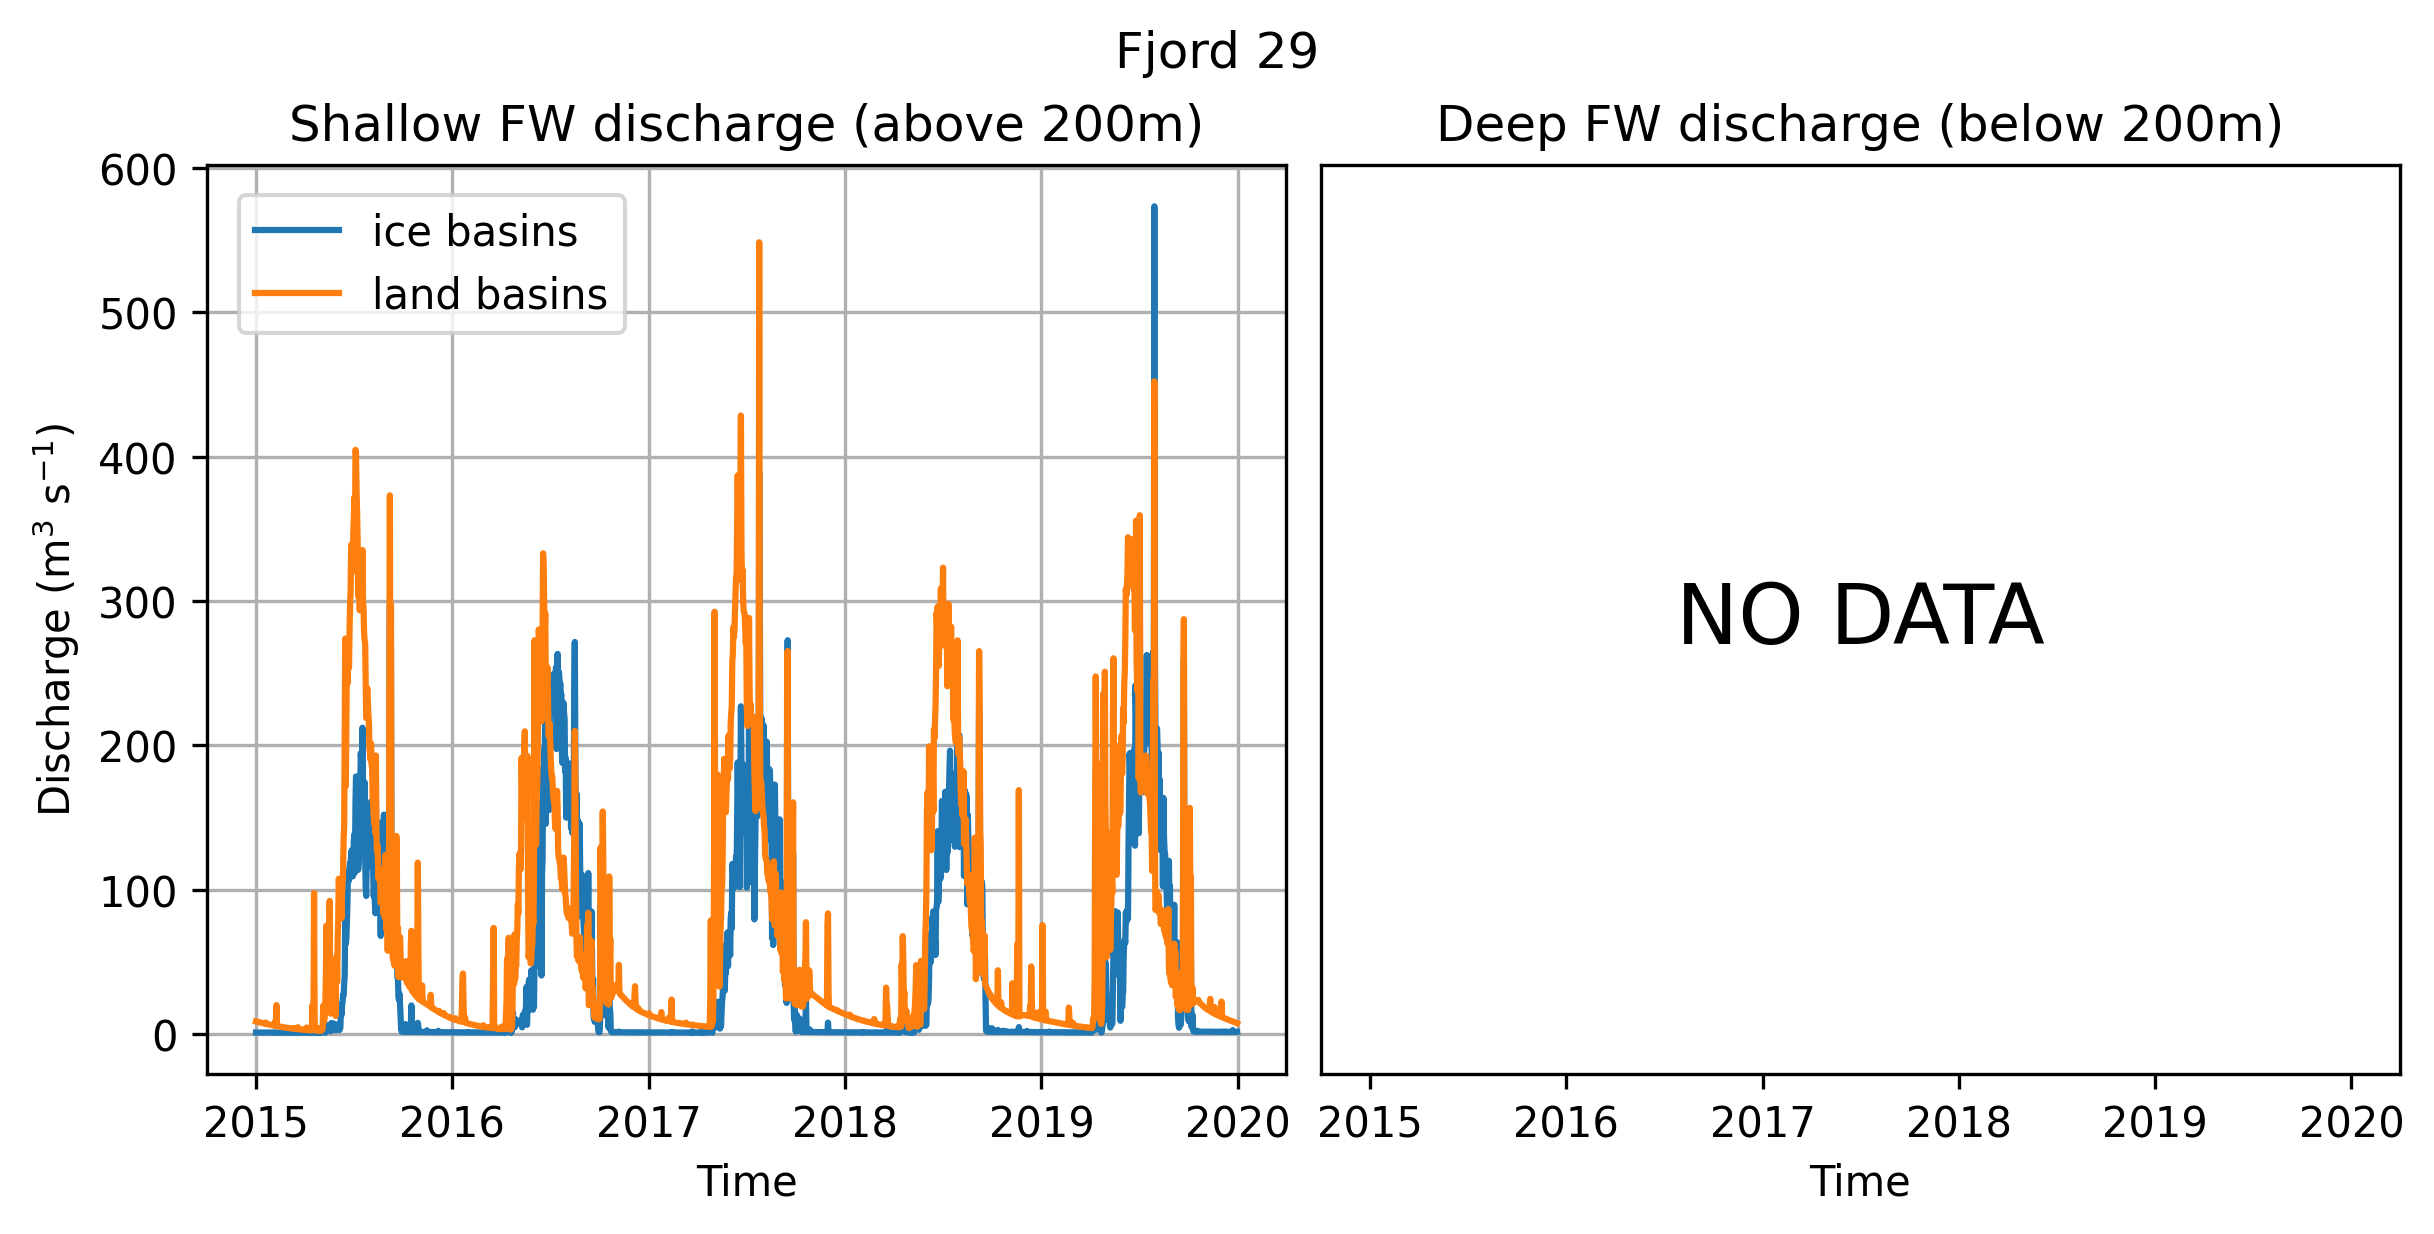 Fjord 29
Shallow FW discharge (above 200m)
Deep FW discharge (below 200m)
600
500
400
300
200
100
0
Discharge (m³ s⁻¹)
ice basins
land basins
NO DATA
2015 2016 2017 2018 2019 2020
2015 2016 2017 2018 2019 2020
Time
Time